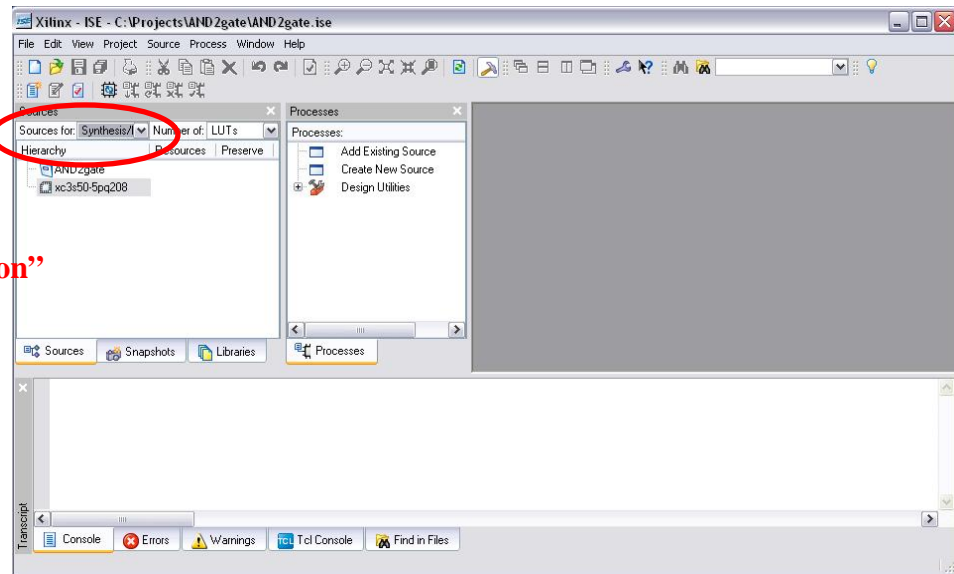 Xilinx - ISE - C:\Projects\AND2gate\AND2gate.ise
File Edit View Project Source Process Window Help
Sources
Sources for: Synthesis/I Number of: LUTs
Hierarchy Resources Preserve
AND2gate
xc3s50-5pq208
Processes
Processes:
Add Existing Source
Create New Source
Design Utilities
on”
Sources Snapshots Libraries
Processes
Transcript
Console Errors Warnings Tcl Console Find in Files